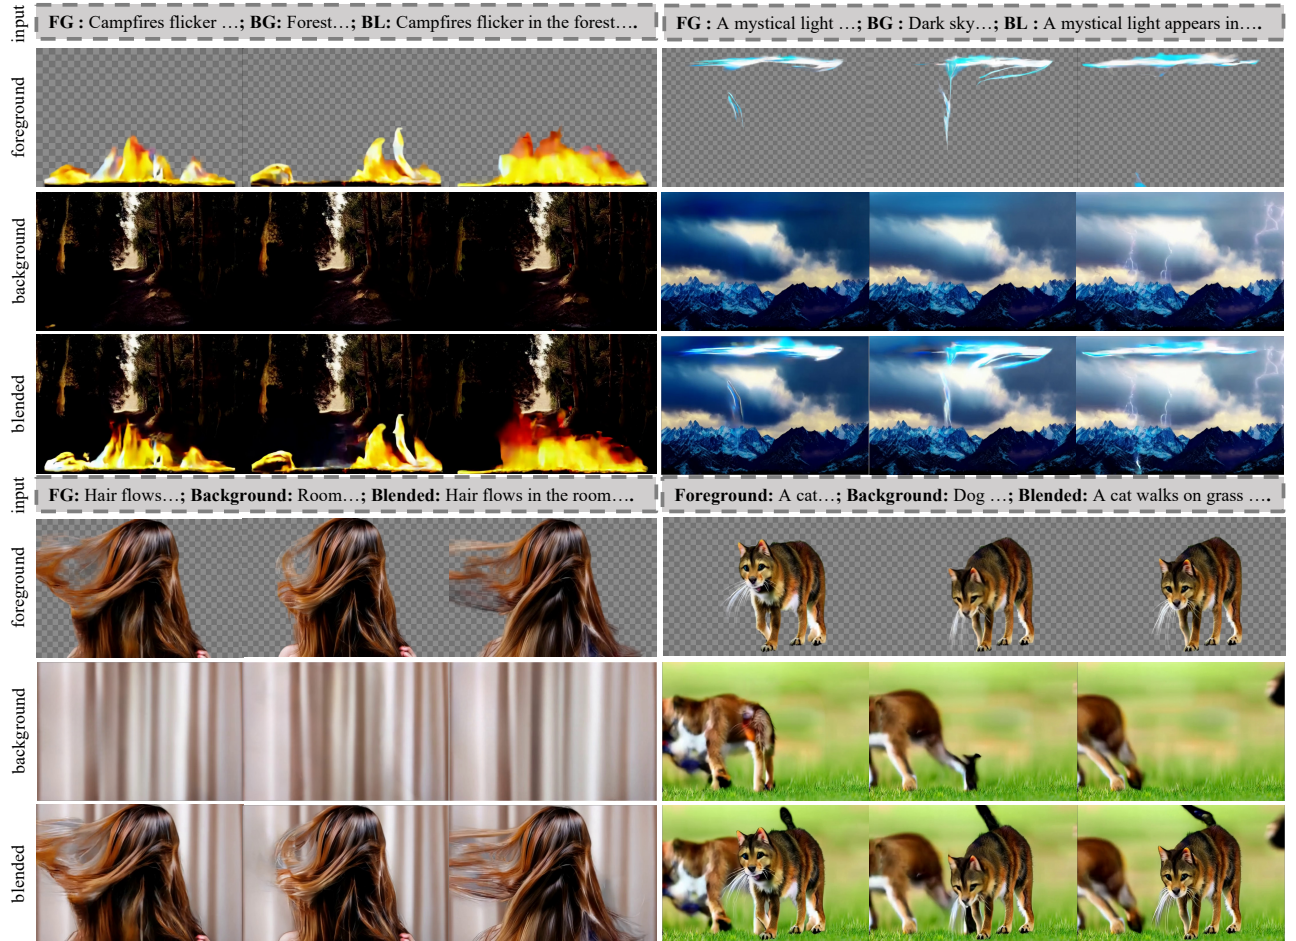 input
FG : Campfires flicker …; BG: Forest…; BL: Campfires flicker in the forest….
FG : A mystical light …; BG : Dark sky…; BL : A mystical light appears in….
foreground
background
blended
input
FG: Hair flows…; Background: Room…; Blended: Hair flows in the room….
Foreground: A cat…; Background: Dog …; Blended: A cat walks on grass ….
foreground
background
blended